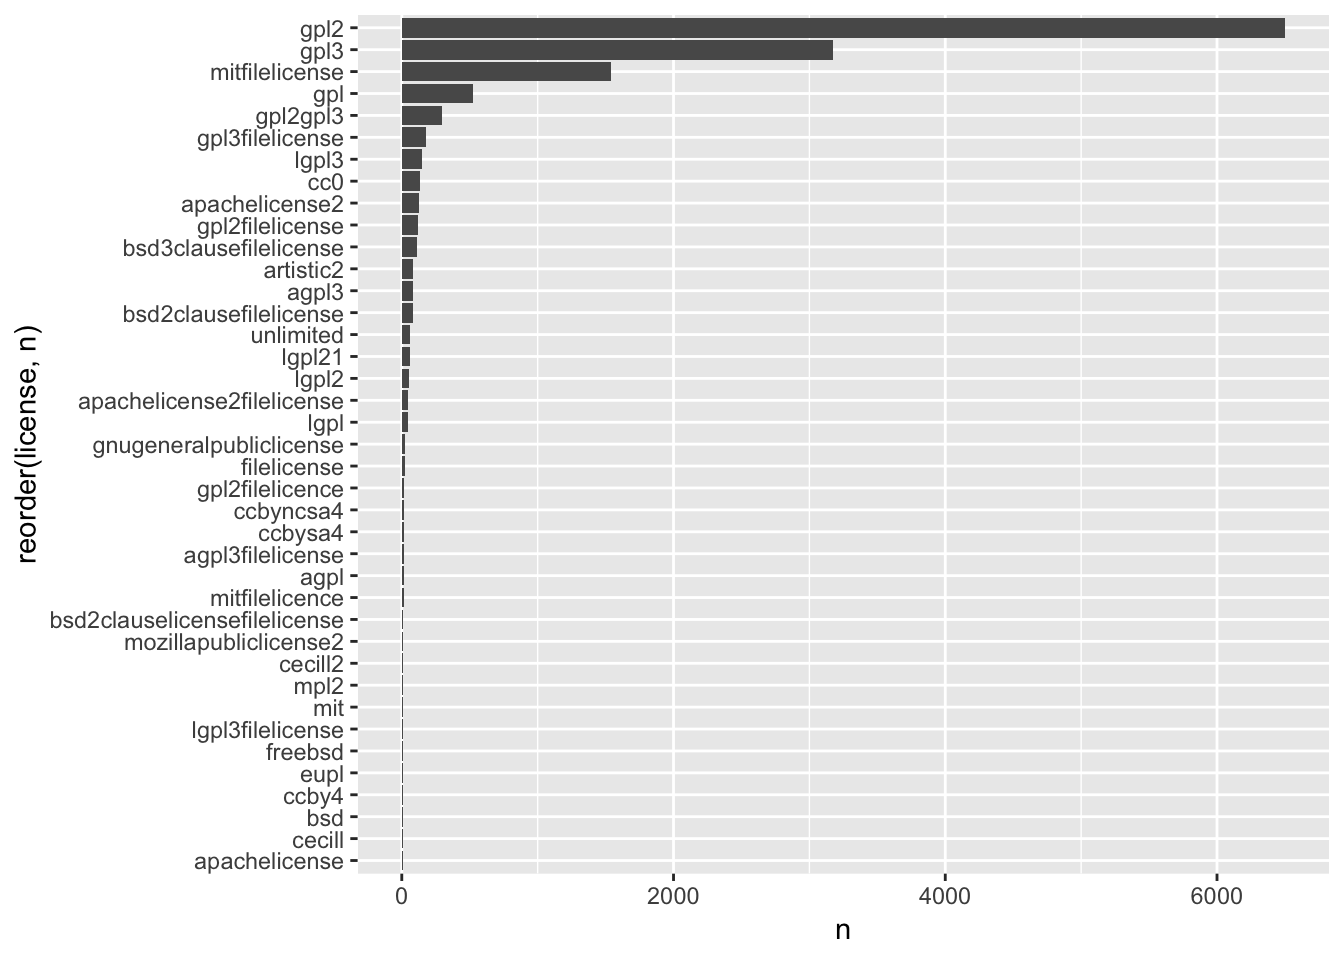 gpl2
gpl3
mitfilelicense
gpl
gpl2gpl3
gpl3filelicense
lgpl3
cc0
apachelicense2
gpl2filelicense
bsd3clausefilelicense
artistic2
agpl3
bsd2clausefilelicense
unlimited
lgpl21
lgpl2
apachelicense2filelicense
lgpl
gnugeneralpubliclicense
filelicense
gpl2filelicence
ccbyncsa4
ccbysa4
agpl3filelicense
agpl
mitfilelicence
bsd2clauselicensefilelicense
mozillapubliclicense2
cecill2
mpl2
mit
lgpl3filelicense
freebsd
eupl
ccby4
bsd
cecill
apachelicense
reorder(license, n)
0 2000 4000 6000
n